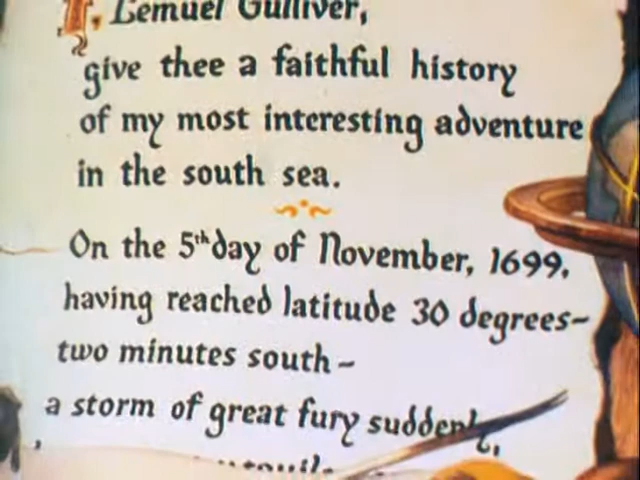 I, Lemuel Gulliver,
give thee a faithful history
of my most interesting adventure
in the south sea.
On the 5th day of November, 1699,
having reached latitude 30 degrees~
two minutes south~
a storm of great fury suddenly,